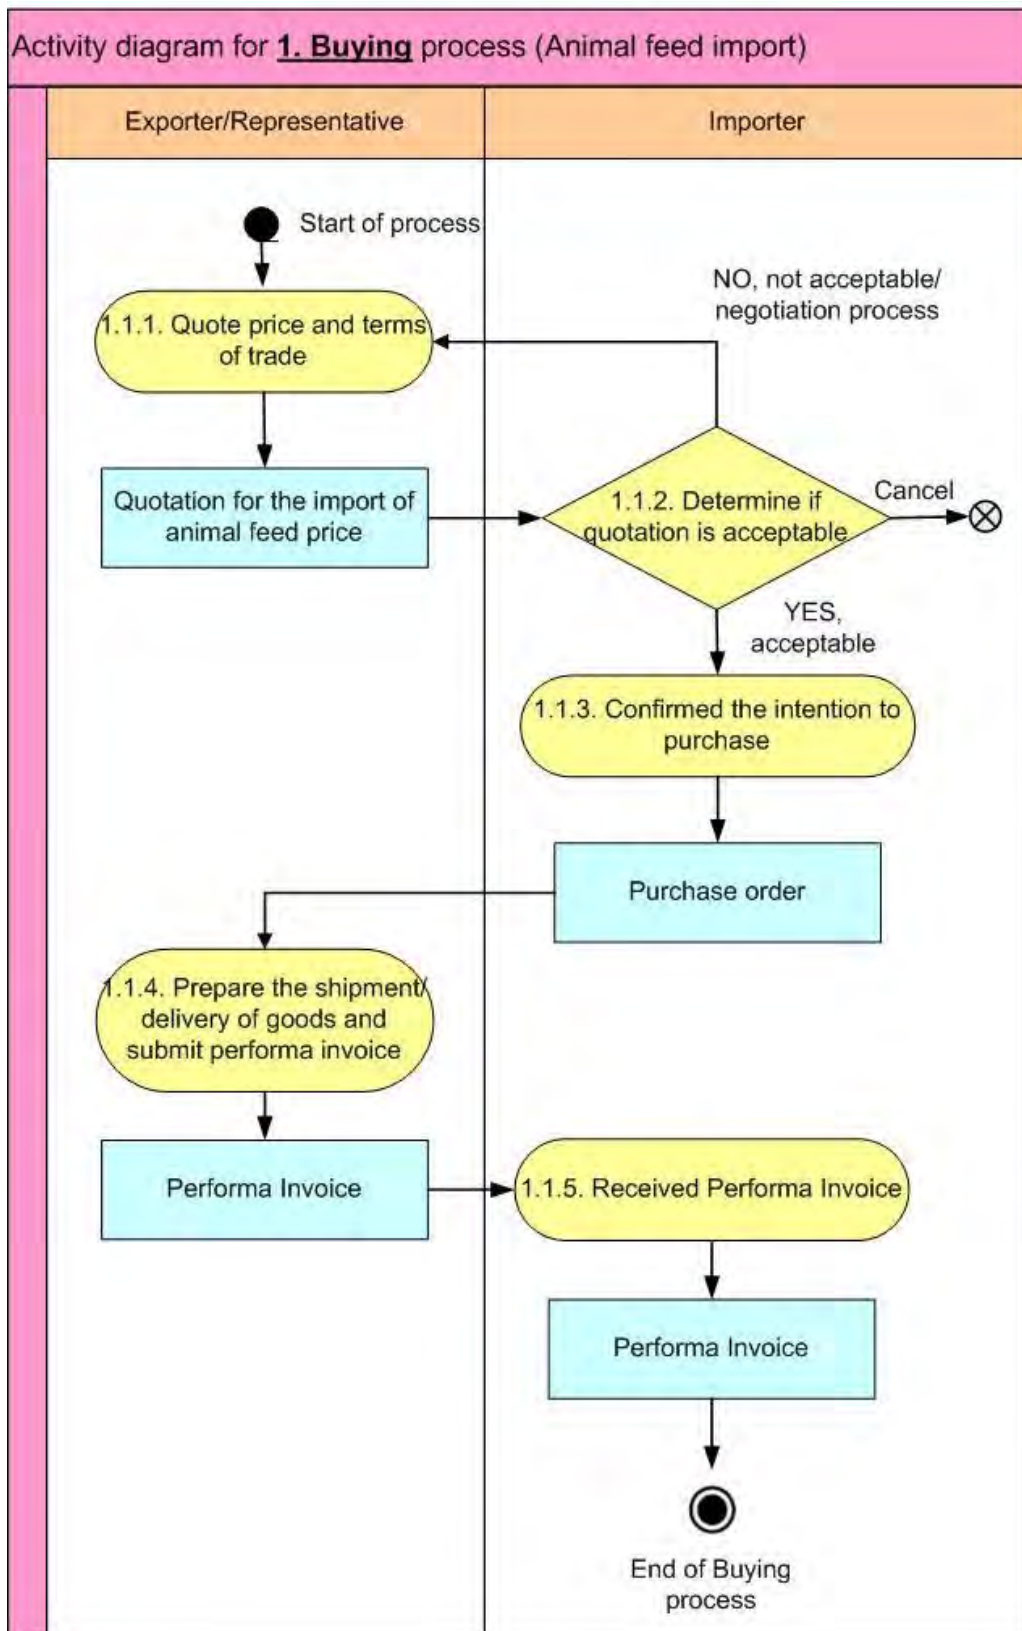 Activity diagram for 1. Buying process (Animal feed import)
Exporter/Representative
Importer
Start of process
NO, not acceptable/
negotiation process
1.1.1. Quote price and terms
of trade
Quotation for the import of
animal feed price
1.1.2. Determine if
quotation is acceptable
Cancel
YES,
acceptable
1.1.3. Confirmed the intention to
purchase
Purchase order
1.1.4. Prepare the shipment/
delivery of goods and
submit performa invoice
Performa Invoice
1.1.5. Received Performa Invoice
Performa Invoice
End of Buying
process